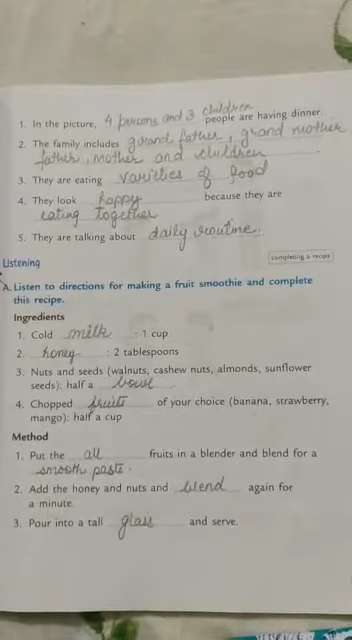 1. In the picture, 4 persons and 3 children people are having dinner.
2. The family includes grand father, grand mother
father, mother and children.
3. They are eating varieties of food
4. They look happy because they are
eating together
5. They are talking about daily routine.
Listening
completing a recipe
A. Listen to directions for making a fruit smoothie and complete
this recipe.
Ingredients
1. Cold milk : 1 cup
2. honey : 2 tablespoons
3. Nuts and seeds (walnuts, cashew nuts, almonds, sunflower
seeds): half a bowl
4. Chopped fruits of your choice (banana, strawberry,
mango): half a cup
Method
1. Put the all fruits in a blender and blend for a
smooth paste.
2. Add the honey and nuts and blend again for
a minute.
3. Pour into a tall glass and serve.